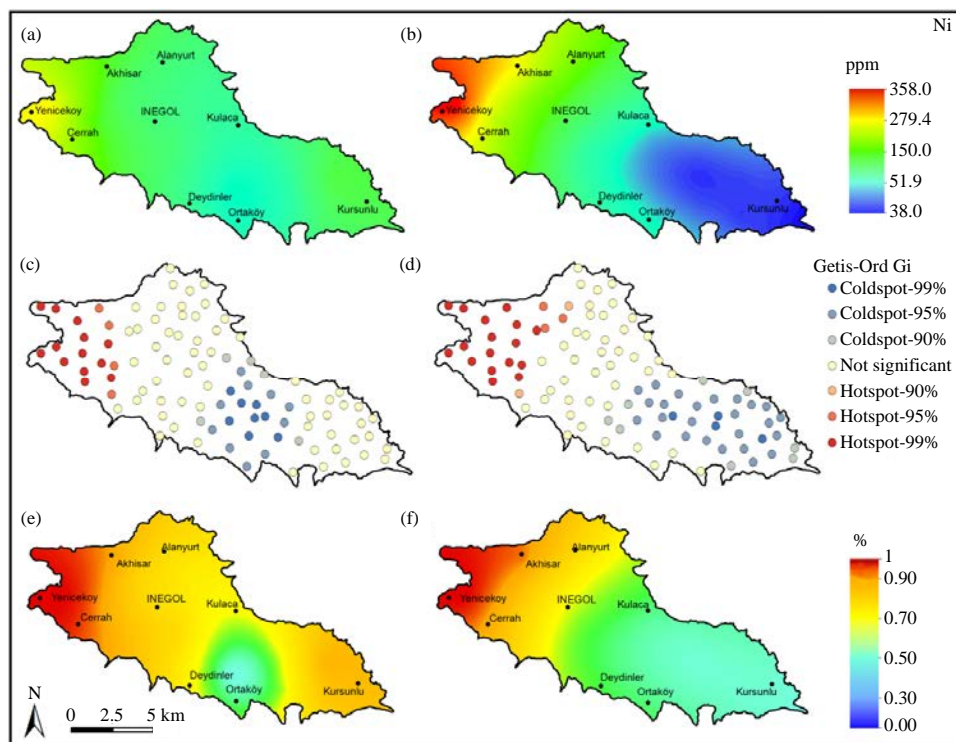 (a)
(b)
Ni
Alanyurt
Akhisar
Yenicekoy
INEGOL
Kulaca
Cerrah
Deydinler
Ortaköy
Kursunlu
Alanyurt
Akhisar
Yenicekoy
INEGOL
Kulaca
Cerrah
Deydinler
Ortaköy
Kursunlu
ppm
358.0
279.4
150.0
51.9
38.0
(c)
(d)
Getis-Ord Gi
Coldspot-99%
Coldspot-95%
Coldspot-90%
Not significant
Hotspot-90%
Hotspot-95%
Hotspot-99%
(e)
(f)
Alanyurt
Akhisar
Yenicekoy
INEGOL
Kulaca
Cerrah
Deydinler
Ortaköy
Kursunlu
Alanyurt
Akhisar
Yenicekoy
INEGOL
Kulaca
Cerrah
Deydinler
Ortaköy
Kursunlu
%
1
0.90
0.70
0.50
0.30
0.00
N
0 2.5 5 km